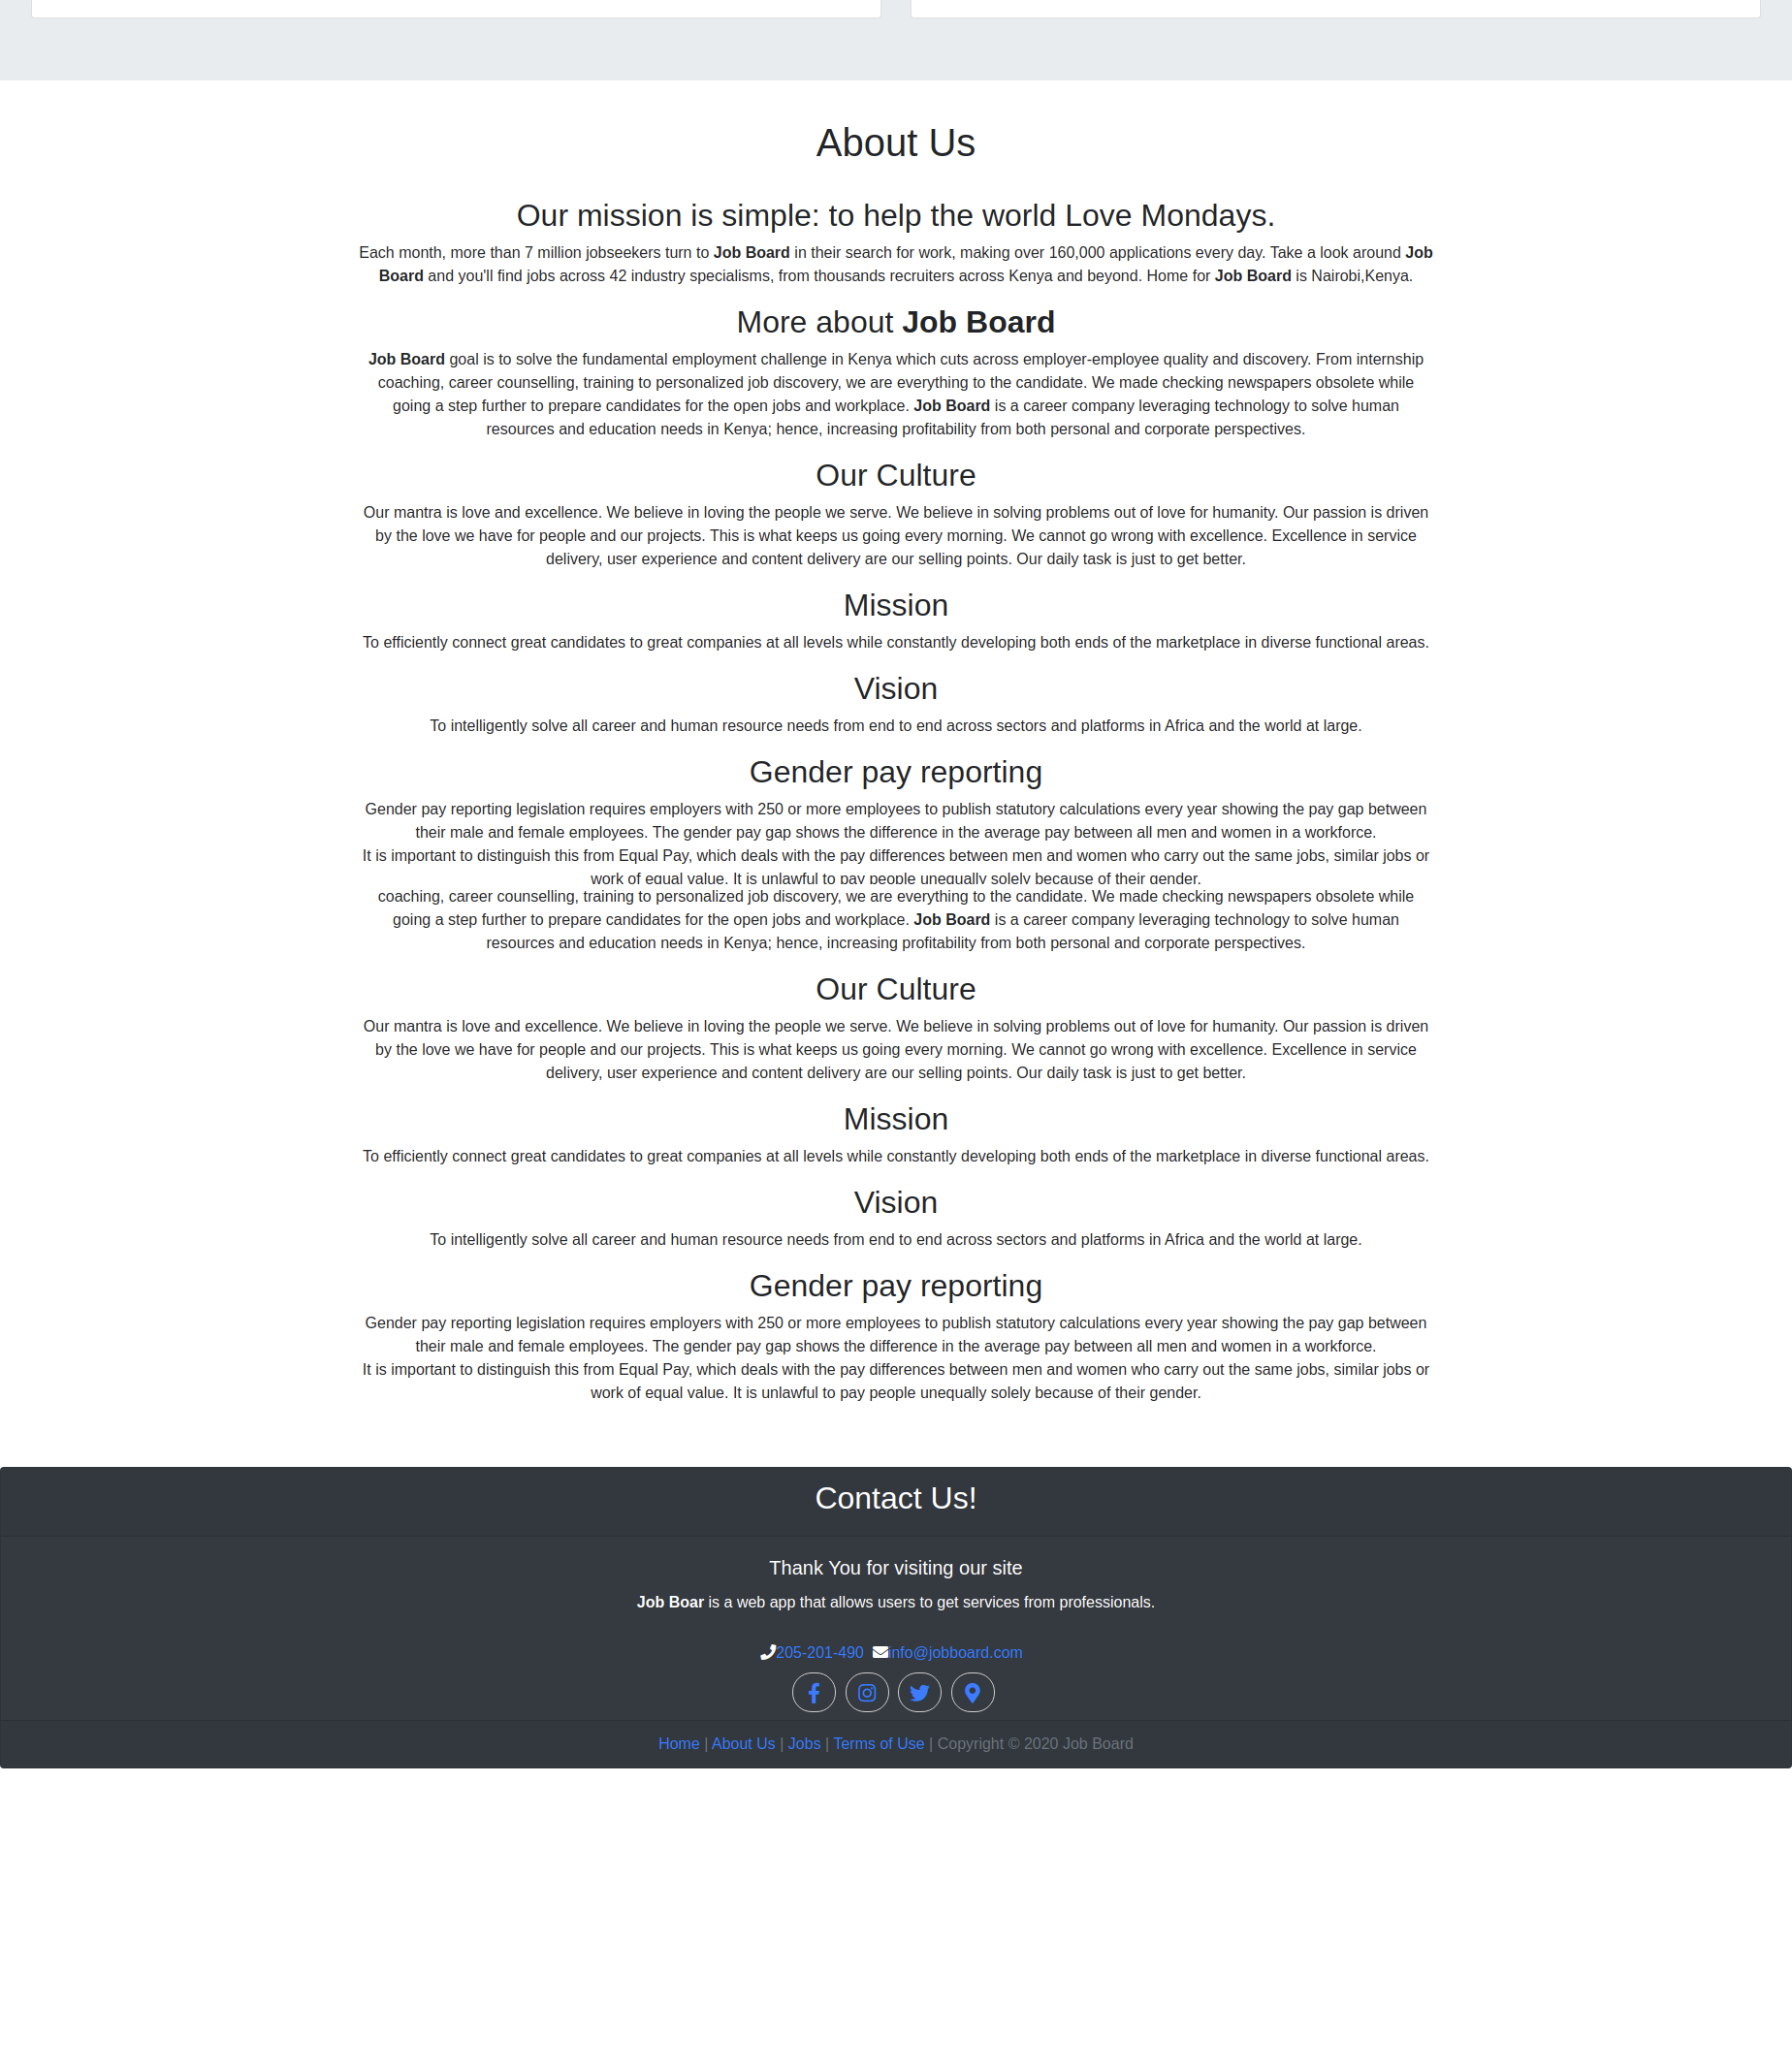 About Us
Our mission is simple: to help the world Love Mondays.
Each month, more than 7 million jobseekers turn to Job Board in their search for work, making over 160,000 applications every day. Take a look around Job
Board and you'll find jobs across 42 industry specialisms, from thousands recruiters across Kenya and beyond. Home for Job Board is Nairobi,Kenya.
More about Job Board
Job Board goal is to solve the fundamental employment challenge in Kenya which cuts across employer-employee quality and discovery. From internship
coaching, career counselling, training to personalized job discovery, we are everything to the candidate. We made checking newspapers obsolete while
going a step further to prepare candidates for the open jobs and workplace. Job Board is a career company leveraging technology to solve human
resources and education needs in Kenya; hence, increasing profitability from both personal and corporate perspectives.
Our Culture
Our mantra is love and excellence. We believe in loving the people we serve. We believe in solving problems out of love for humanity. Our passion is driven
by the love we have for people and our projects. This is what keeps us going every morning. We cannot go wrong with excellence. Excellence in service
delivery, user experience and content delivery are our selling points. Our daily task is just to get better.
Mission
To efficiently connect great candidates to great companies at all levels while constantly developing both ends of the marketplace in diverse functional areas.
Vision
To intelligently solve all career and human resource needs from end to end across sectors and platforms in Africa and the world at large.
Gender pay reporting
Gender pay reporting legislation requires employers with 250 or more employees to publish statutory calculations every year showing the pay gap between
their male and female employees. The gender pay gap shows the difference in the average pay between all men and women in a workforce.
It is important to distinguish this from Equal Pay, which deals with the pay differences between men and women who carry out the same jobs, similar jobs or
work of equal value. It is unlawful to pay people unequally solely because of their gender.
coaching, career counselling, training to personalized job discovery, we are everything to the candidate. We made checking newspapers obsolete while
going a step further to prepare candidates for the open jobs and workplace. Job Board is a career company leveraging technology to solve human
resources and education needs in Kenya; hence, increasing profitability from both personal and corporate perspectives.
Our Culture
Our mantra is love and excellence. We believe in loving the people we serve. We believe in solving problems out of love for humanity. Our passion is driven
by the love we have for people and our projects. This is what keeps us going every morning. We cannot go wrong with excellence. Excellence in service
delivery, user experience and content delivery are our selling points. Our daily task is just to get better.
Mission
To efficiently connect great candidates to great companies at all levels while constantly developing both ends of the marketplace in diverse functional areas.
Vision
To intelligently solve all career and human resource needs from end to end across sectors and platforms in Africa and the world at large.
Gender pay reporting
Gender pay reporting legislation requires employers with 250 or more employees to publish statutory calculations every year showing the pay gap between
their male and female employees. The gender pay gap shows the difference in the average pay between all men and women in a workforce.
It is important to distinguish this from Equal Pay, which deals with the pay differences between men and women who carry out the same jobs, similar jobs or
work of equal value. It is unlawful to pay people unequally solely because of their gender.
Contact Us!
Thank You for visiting our site
Job Boar is a web app that allows users to get services from professionals.
205-201-490 info@jobboard.com
Home | About Us | Jobs | Terms of Use | Copyright © 2020 Job Board